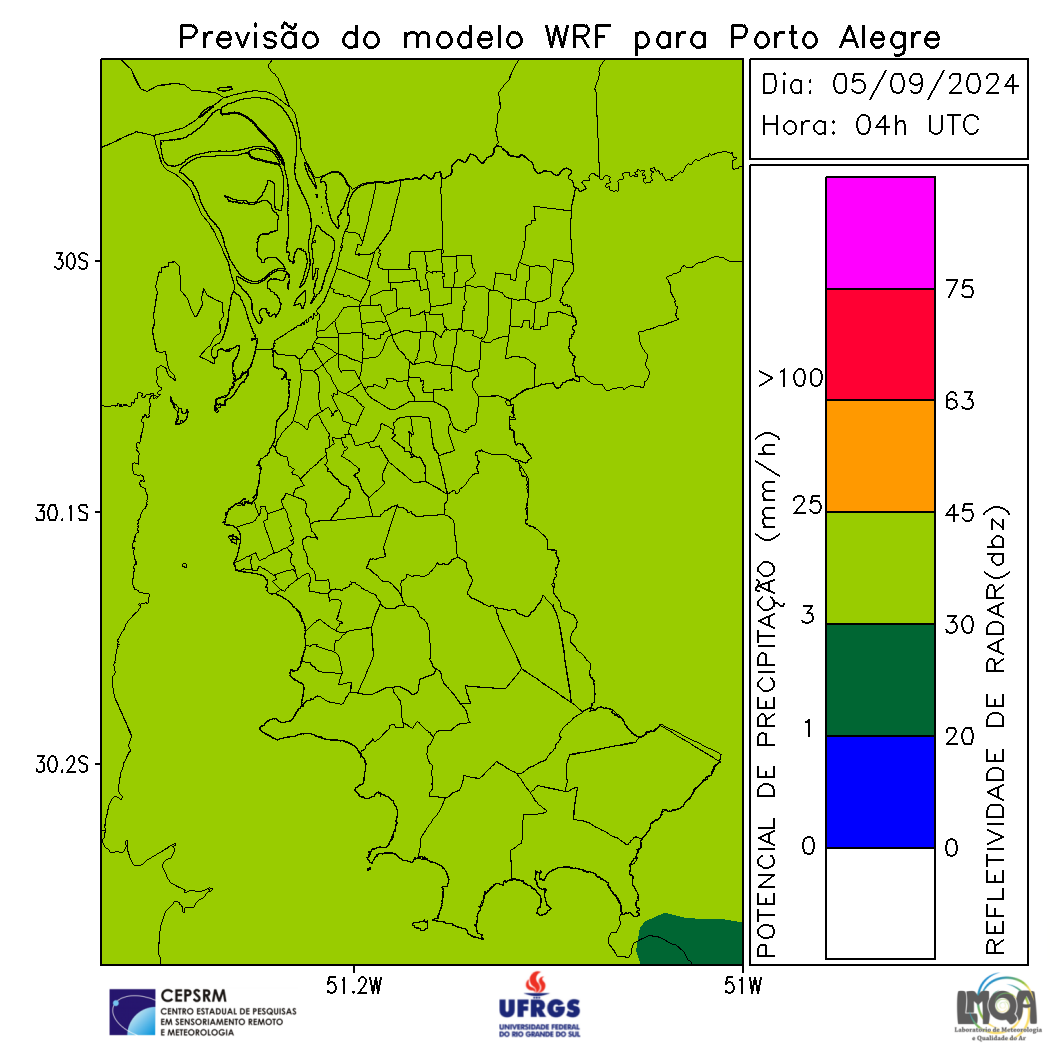 Previsão do modelo WRF para Porto Alegre
Dia: 05/09/2024
Hora: 04h UTC
30S
30.1S
30.2S
51.2W
51W
POTENCIAL DE PRECIPITAÇÃO (mm/h)
>100
25
3
1
0
75
63
45
30
20
0
REFLETIVIDADE DE RADAR(dbz)
CEPSRM
CENTRO ESTADUAL DE PESQUISAS
EM SENSORIAMENTO REMOTO
E METEOROLOGIA
UFRGS
UNIVERSIDADE FEDERAL
DO RIO GRANDE DO SUL
LMQA
Laboratório de Meteorologia
e Qualidade do Ar